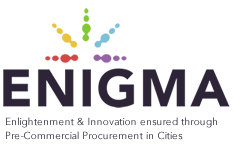 ENIGMA
Enlightenment & Innovation ensured through
Pre-Commercial Procurement in Cities